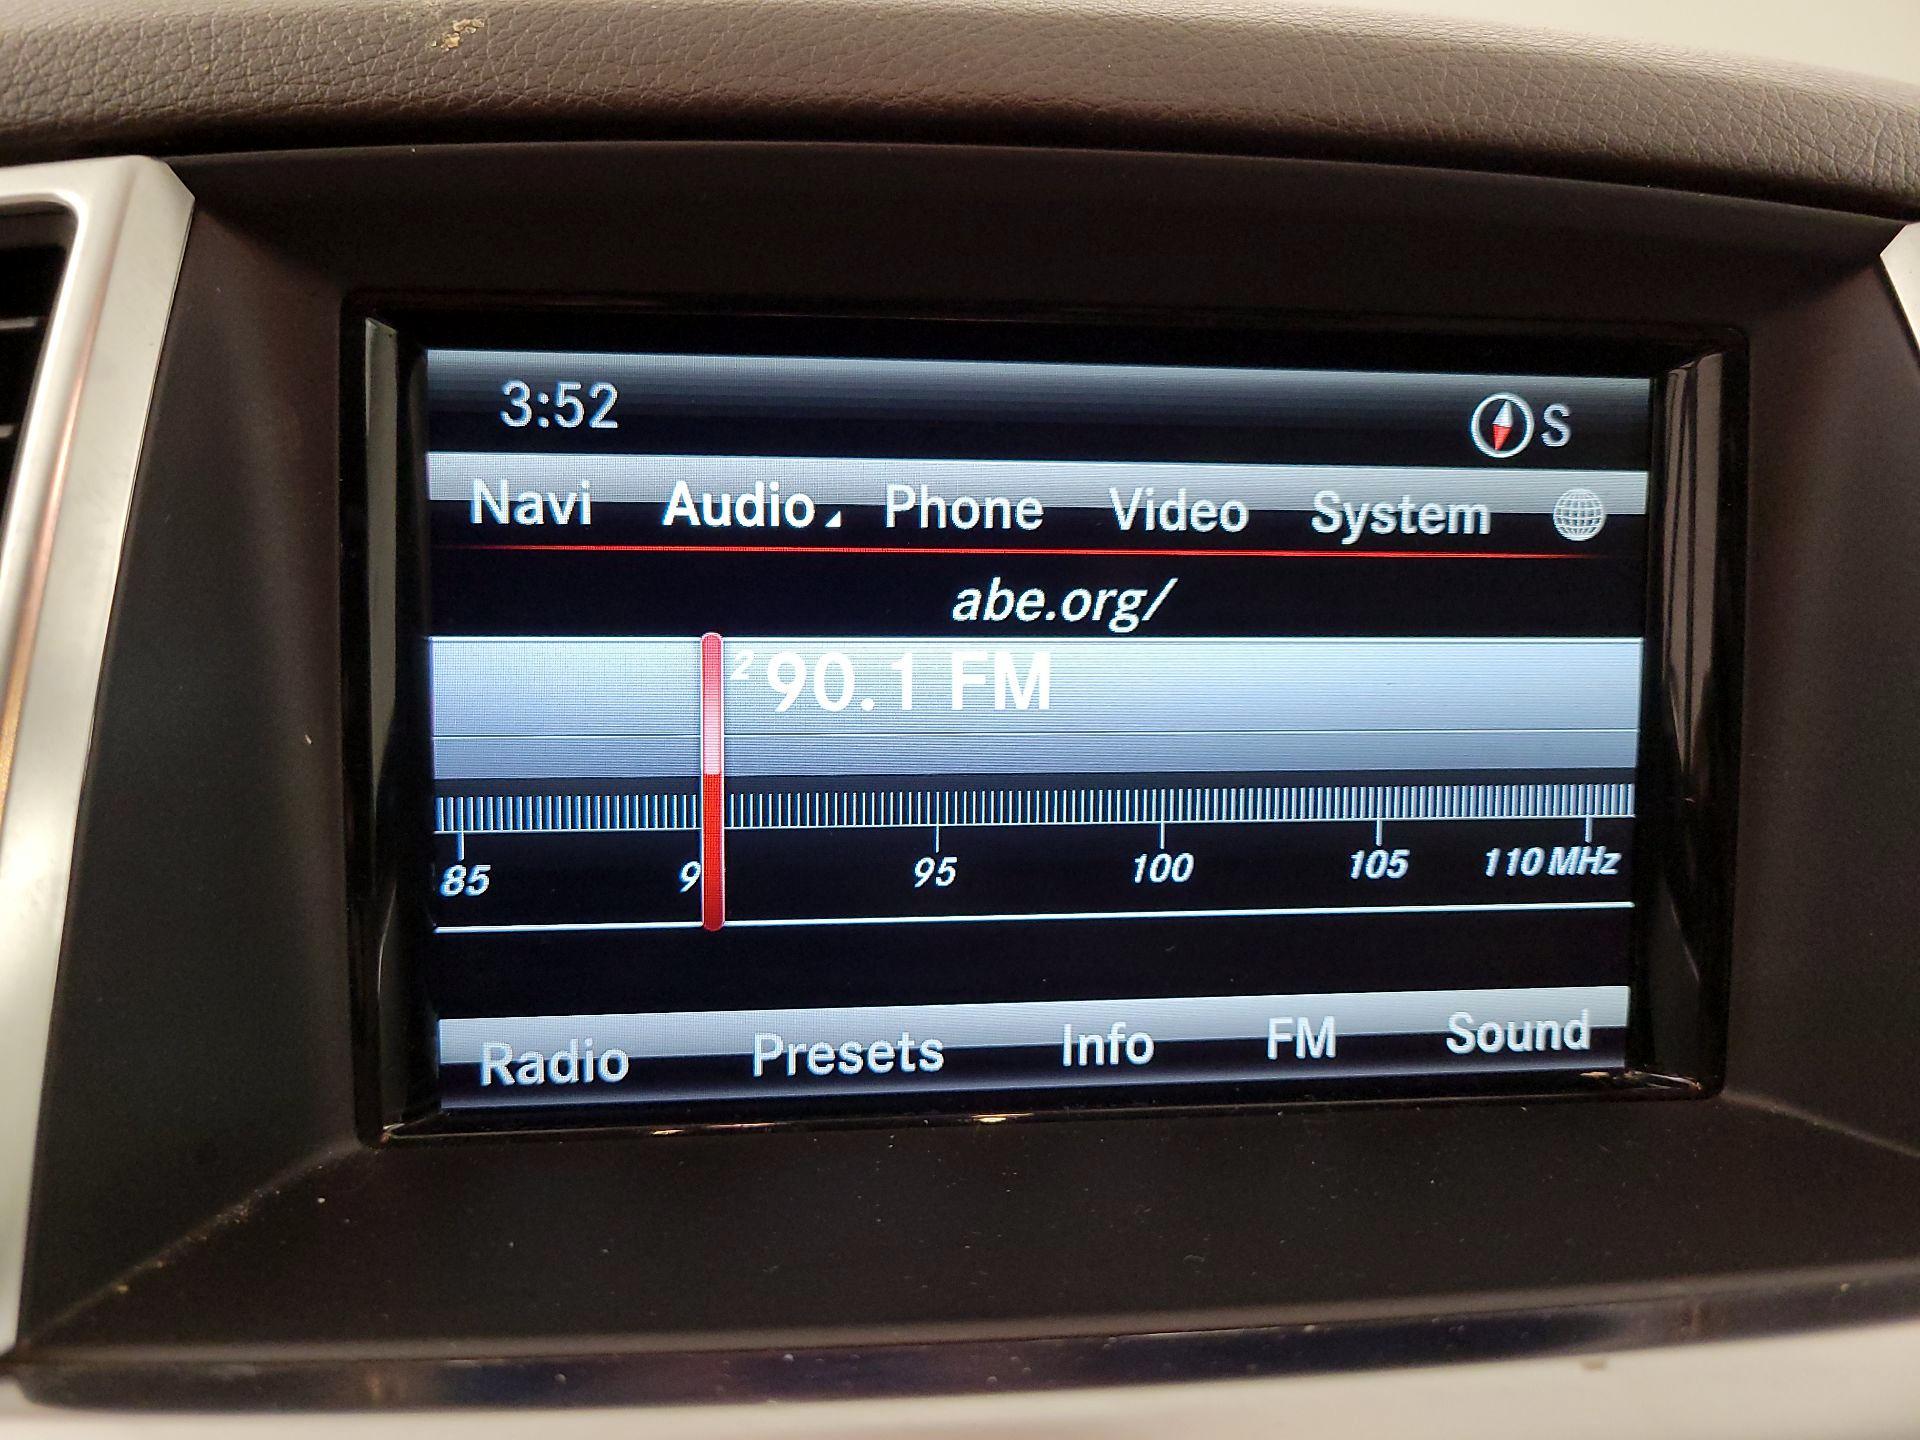 3:52 S
Navi Audio Phone Video System
abe.org/
2 90.1 FM
85 9 95 100 105 110 MHz
Radio Presets Info FM Sound